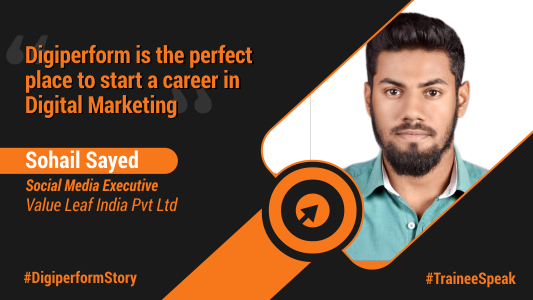 Digiperform is the perfect
place to start a career in
Digital Marketing
Sohail Sayed
Social Media Executive
Value Leaf India Pvt Ltd
#DigiperformStory
#TraineeSpeak